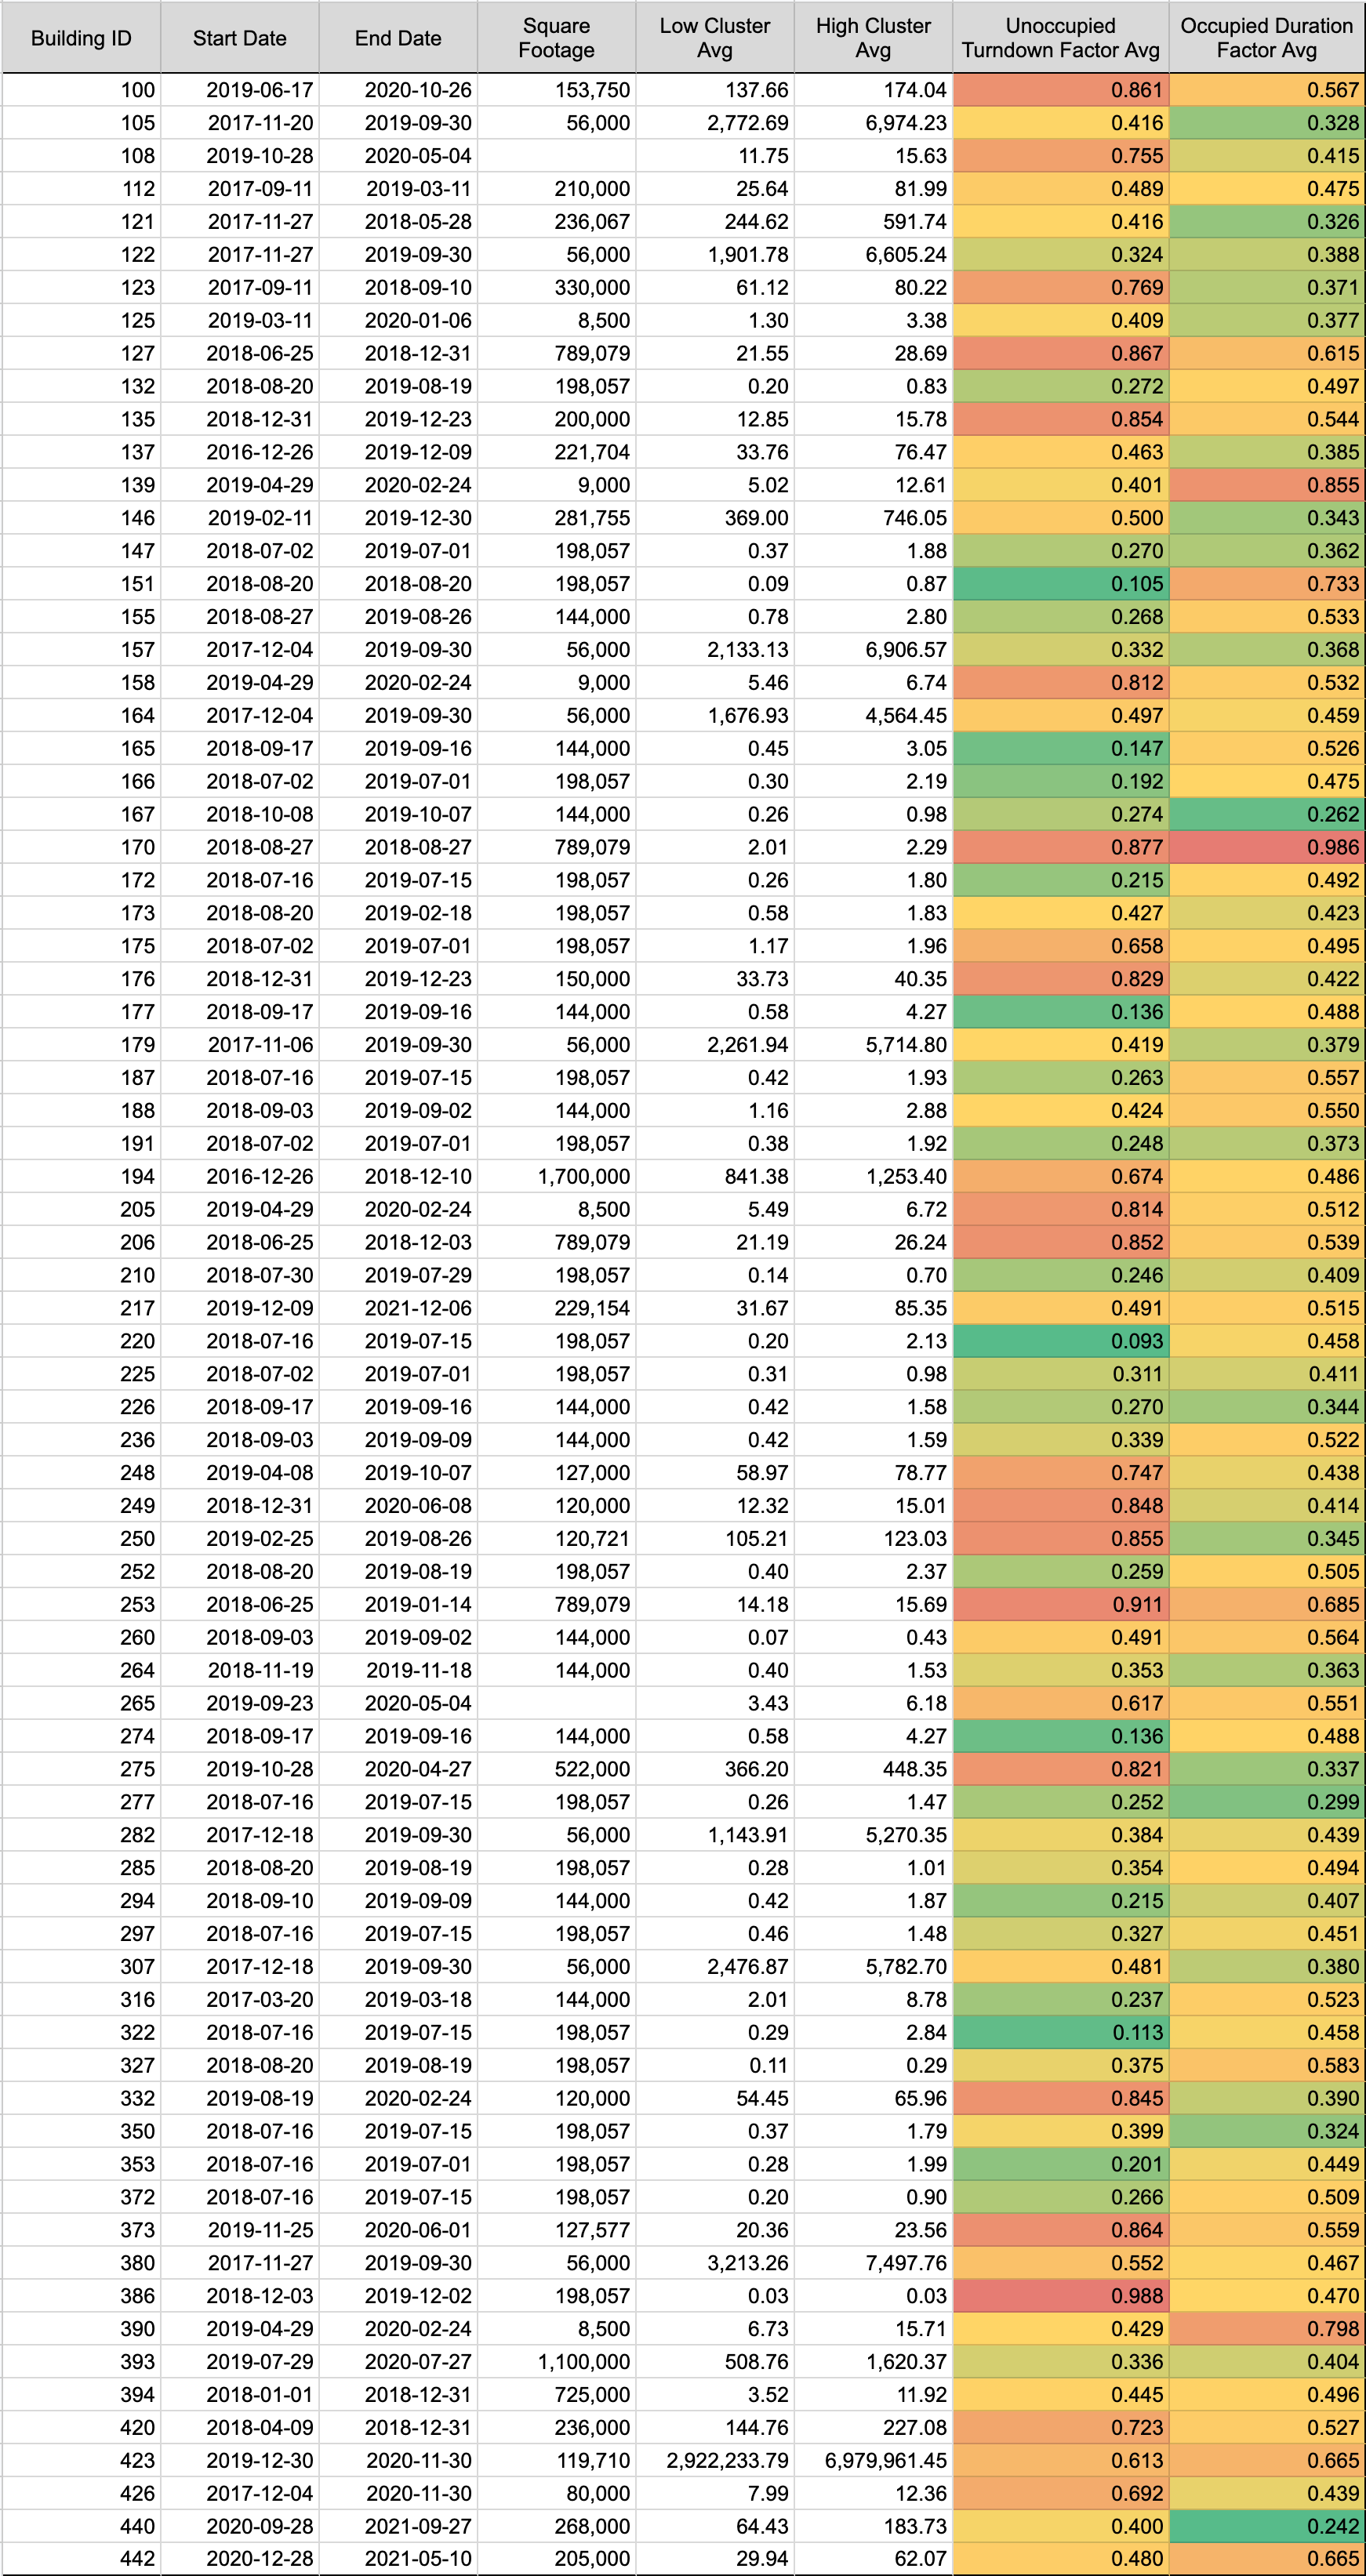 Building ID Start Date End Date Square Footage Low Cluster Avg High Cluster Avg Unoccupied Turndown Factor Avg Occupied Duration Factor Avg
100 2019-06-17 2020-10-26 153,750 137.66 174.04 0.861 0.567
105 2017-11-20 2019-09-30 56,000 2,772.69 6,974.23 0.416 0.328
108 2019-10-28 2020-05-04 11.75 15.63 0.755 0.415
112 2017-09-11 2019-03-11 210,000 25.64 81.99 0.489 0.475
121 2017-11-27 2018-05-28 236,067 244.62 591.74 0.416 0.326
122 2017-11-27 2019-09-30 56,000 1,901.78 6,605.24 0.324 0.388
123 2017-09-11 2018-09-10 330,000 61.12 80.22 0.769 0.371
125 2019-03-11 2020-01-06 8,500 1.30 3.38 0.409 0.377
127 2018-06-25 2018-12-31 789,079 21.55 28.69 0.867 0.615
132 2018-08-20 2019-08-19 198,057 0.20 0.83 0.272 0.497
135 2018-12-31 2019-12-23 200,000 12.85 15.78 0.854 0.544
137 2016-12-26 2019-12-09 221,704 33.76 76.47 0.463 0.385
139 2019-04-29 2020-02-24 9,000 5.02 12.61 0.401 0.855
146 2019-02-11 2019-12-30 281,755 369.00 746.05 0.500 0.343
147 2018-07-02 2019-07-01 198,057 0.37 1.88 0.270 0.362
151 2018-08-20 2018-08-20 198,057 0.09 0.87 0.105 0.733
155 2018-08-27 2019-08-26 144,000 0.78 2.80 0.268 0.533
157 2017-12-04 2019-09-30 56,000 2,133.13 6,906.57 0.332 0.368
158 2019-04-29 2020-02-24 9,000 5.46 6.74 0.812 0.532
164 2017-12-04 2019-09-30 56,000 1,676.93 4,564.45 0.497 0.459
165 2018-09-17 2019-09-16 144,000 0.45 3.05 0.147 0.526
166 2018-07-02 2019-07-01 198,057 0.30 2.19 0.192 0.475
167 2018-10-08 2019-10-07 144,000 0.26 0.98 0.274 0.262
170 2018-08-27 2018-08-27 789,079 2.01 2.29 0.877 0.986
172 2018-07-16 2019-07-15 198,057 0.26 1.80 0.215 0.492
173 2018-08-20 2019-02-18 198,057 0.58 1.83 0.427 0.423
175 2018-07-02 2019-07-01 198,057 1.17 1.96 0.658 0.495
176 2018-12-31 2019-12-23 150,000 33.73 40.35 0.829 0.422
177 2018-09-17 2019-09-16 144,000 0.58 4.27 0.136 0.488
179 2017-11-06 2019-09-30 56,000 2,261.94 5,714.80 0.419 0.379
187 2018-07-16 2019-07-15 198,057 0.42 1.93 0.263 0.557
188 2018-09-03 2019-09-02 144,000 1.16 2.88 0.424 0.550
191 2018-07-02 2019-07-01 198,057 0.38 1.92 0.248 0.373
194 2016-12-26 2018-12-10 1,700,000 841.38 1,253.40 0.674 0.486
205 2019-04-29 2020-02-24 8,500 5.49 6.72 0.814 0.512
206 2018-06-25 2018-12-03 789,079 21.19 26.24 0.852 0.539
210 2018-07-30 2019-07-29 198,057 0.14 0.70 0.246 0.409
217 2019-12-09 2021-12-06 229,154 31.67 85.35 0.491 0.515
220 2018-07-16 2019-07-15 198,057 0.20 2.13 0.093 0.458
225 2018-07-02 2019-07-01 198,057 0.31 0.98 0.311 0.411
226 2018-09-17 2019-09-16 144,000 0.42 1.58 0.270 0.344
236 2018-09-03 2019-09-09 144,000 0.42 1.59 0.339 0.522
248 2019-04-08 2019-10-07 127,000 58.97 78.77 0.747 0.438
249 2018-12-31 2020-06-08 120,000 12.32 15.01 0.848 0.414
250 2019-02-25 2019-08-26 120,721 105.21 123.03 0.855 0.345
252 2018-08-20 2019-08-19 198,057 0.40 2.37 0.259 0.505
253 2018-06-25 2019-01-14 789,079 14.18 15.69 0.911 0.685
260 2018-09-03 2019-09-02 144,000 0.07 0.43 0.491 0.564
264 2018-11-19 2019-11-18 144,000 0.40 1.53 0.353 0.363
265 2019-09-23 2020-05-04 3.43 6.18 0.617 0.551
274 2018-09-17 2019-09-16 144,000 0.58 4.27 0.136 0.488
275 2019-10-28 2020-04-27 522,000 366.20 448.35 0.821 0.337
277 2018-07-16 2019-07-15 198,057 0.26 1.47 0.252 0.299
282 2017-12-18 2019-09-30 56,000 1,143.91 5,270.35 0.384 0.439
285 2018-08-20 2019-08-19 198,057 0.28 1.01 0.354 0.494
294 2018-09-10 2019-09-09 144,000 0.42 1.87 0.215 0.407
297 2018-07-16 2019-07-15 198,057 0.46 1.48 0.327 0.451
307 2017-12-18 2019-09-30 56,000 2,476.87 5,782.70 0.481 0.380
316 2017-03-20 2019-03-18 144,000 2.01 8.78 0.237 0.523
322 2018-07-16 2019-07-15 198,057 0.29 2.84 0.113 0.458
327 2018-08-20 2019-08-19 198,057 0.11 0.29 0.375 0.583
332 2019-08-19 2020-02-24 120,000 54.45 65.96 0.845 0.390
350 2018-07-16 2019-07-15 198,057 0.37 1.79 0.399 0.324
353 2018-07-16 2019-07-01 198,057 0.28 1.99 0.201 0.449
372 2018-07-16 2019-07-15 198,057 0.20 0.90 0.266 0.509
373 2019-11-25 2020-06-01 127,577 20.36 23.56 0.864 0.559
380 2017-11-27 2019-09-30 56,000 3,213.26 7,497.76 0.552 0.467
386 2018-12-03 2019-12-02 198,057 0.03 0.03 0.988 0.470
390 2019-04-29 2020-02-24 8,500 6.73 15.71 0.429 0.798
393 2019-07-29 2020-07-27 1,100,000 508.76 1,620.37 0.336 0.404
394 2018-01-01 2018-12-31 725,000 3.52 11.92 0.445 0.496
420 2018-04-09 2018-12-31 236,000 144.76 227.08 0.723 0.527
423 2019-12-30 2020-11-30 119,710 2,922,233.79 6,979,961.45 0.613 0.665
426 2017-12-04 2020-11-30 80,000 7.99 12.36 0.692 0.439
440 2020-09-28 2021-09-27 268,000 64.43 183.73 0.400 0.242
442 2020-12-28 2021-05-10 205,000 29.94 62.07 0.480 0.665